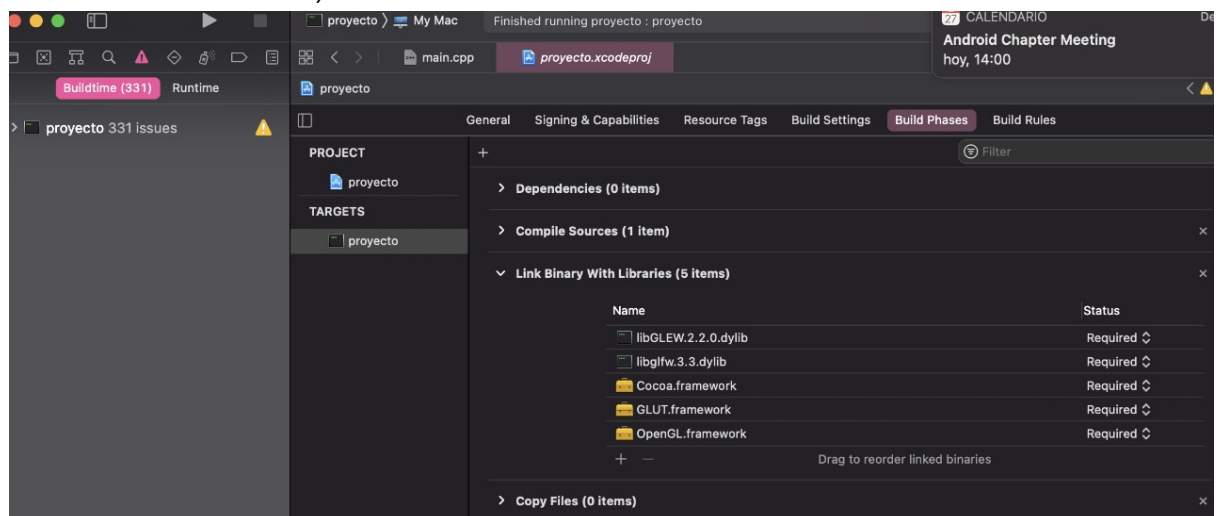 proyecto 〉 My Mac
Finished running proyecto : proyecto
27 CALENDARIO
De
Android Chapter Meeting
hoy, 14:00
main.cpp
proyecto.xcodeproj
Buildtime (331) Runtime
proyecto
proyecto 331 issues
General Signing & Capabilities Resource Tags Build Settings Build Phases Build Rules
PROJECT
proyecto
TARGETS
proyecto
+
Filter
Dependencies (0 items)
Compile Sources (1 item)
Link Binary With Libraries (5 items)
Name Status
libGLEW.2.2.0.dylib Required
libglfw.3.3.dylib Required
Cocoa.framework Required
GLUT.framework Required
OpenGL.framework Required
+ − Drag to reorder linked binaries
Copy Files (0 items)